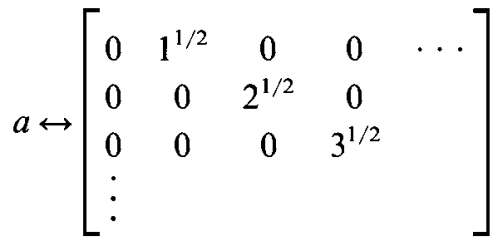 0 1^{1/2} 0 0 · · ·
0 0 2^{1/2} 0
a ↔ 0 0 0 3^{1/2}
⋮